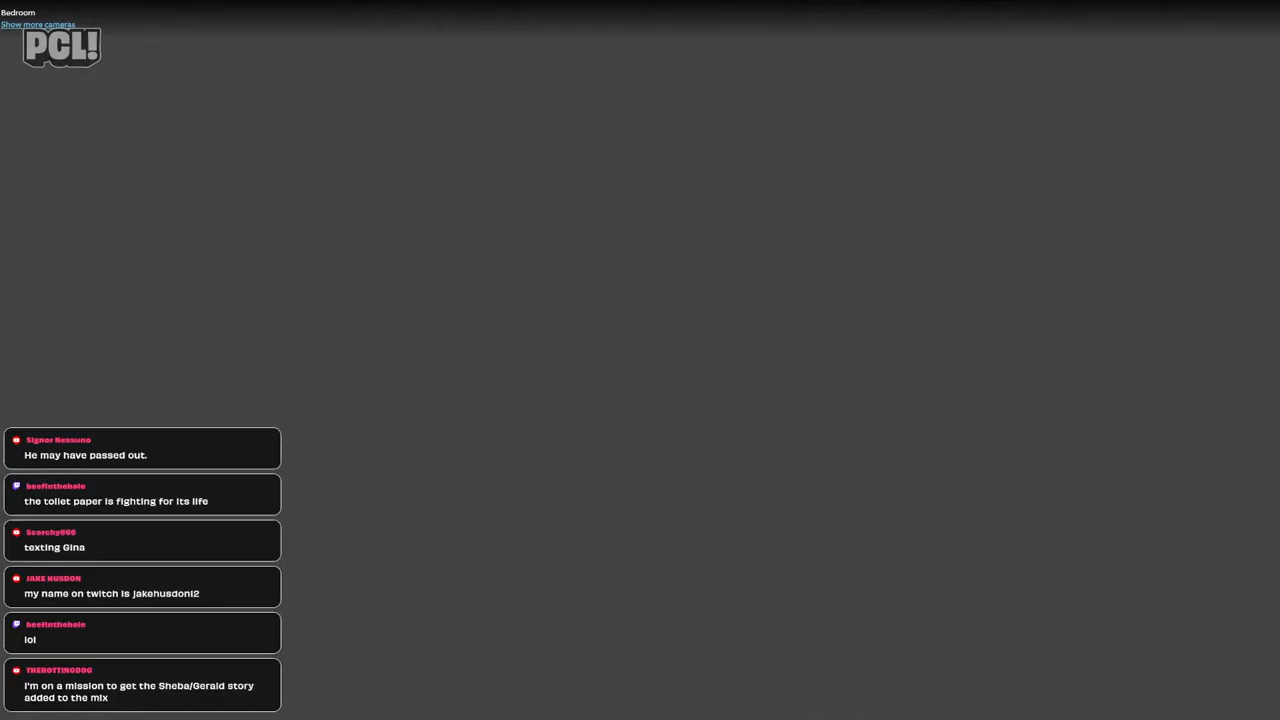 Bedroom
Show more cameras
PCL!
Signor Nessuno
He may have passed out.
beefinthehole
the toilet paper is fighting for its life
Scorchy666
texting Gina
JAKE HUSDON
my name on twitch is jakehusdon12
beefinthehole
lol
THEROTTINGDOG
I'm on a mission to get the Sheba/Gerald story
added to the mix